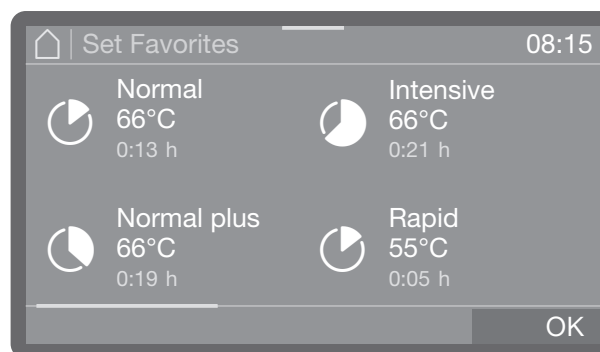 Set Favorites 08:15
Normal
66°C
0:13 h
Intensive
66°C
0:21 h
Normal plus
66°C
0:19 h
Rapid
55°C
0:05 h
OK